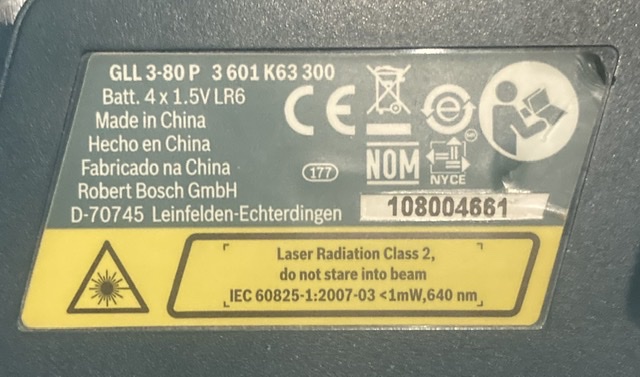 GLL 3-80 P 3 601 K63 300
Batt. 4 x 1.5V LR6
Made in China
Hecho en China
Fabricado na China
Robert Bosch GmbH
D-70745 Leinfelden-Echterdingen
177
CE
e
NOM
NYCE
108004661
Laser Radiation Class 2,
do not stare into beam
IEC 60825-1:2007-03 <1mW,640 nm